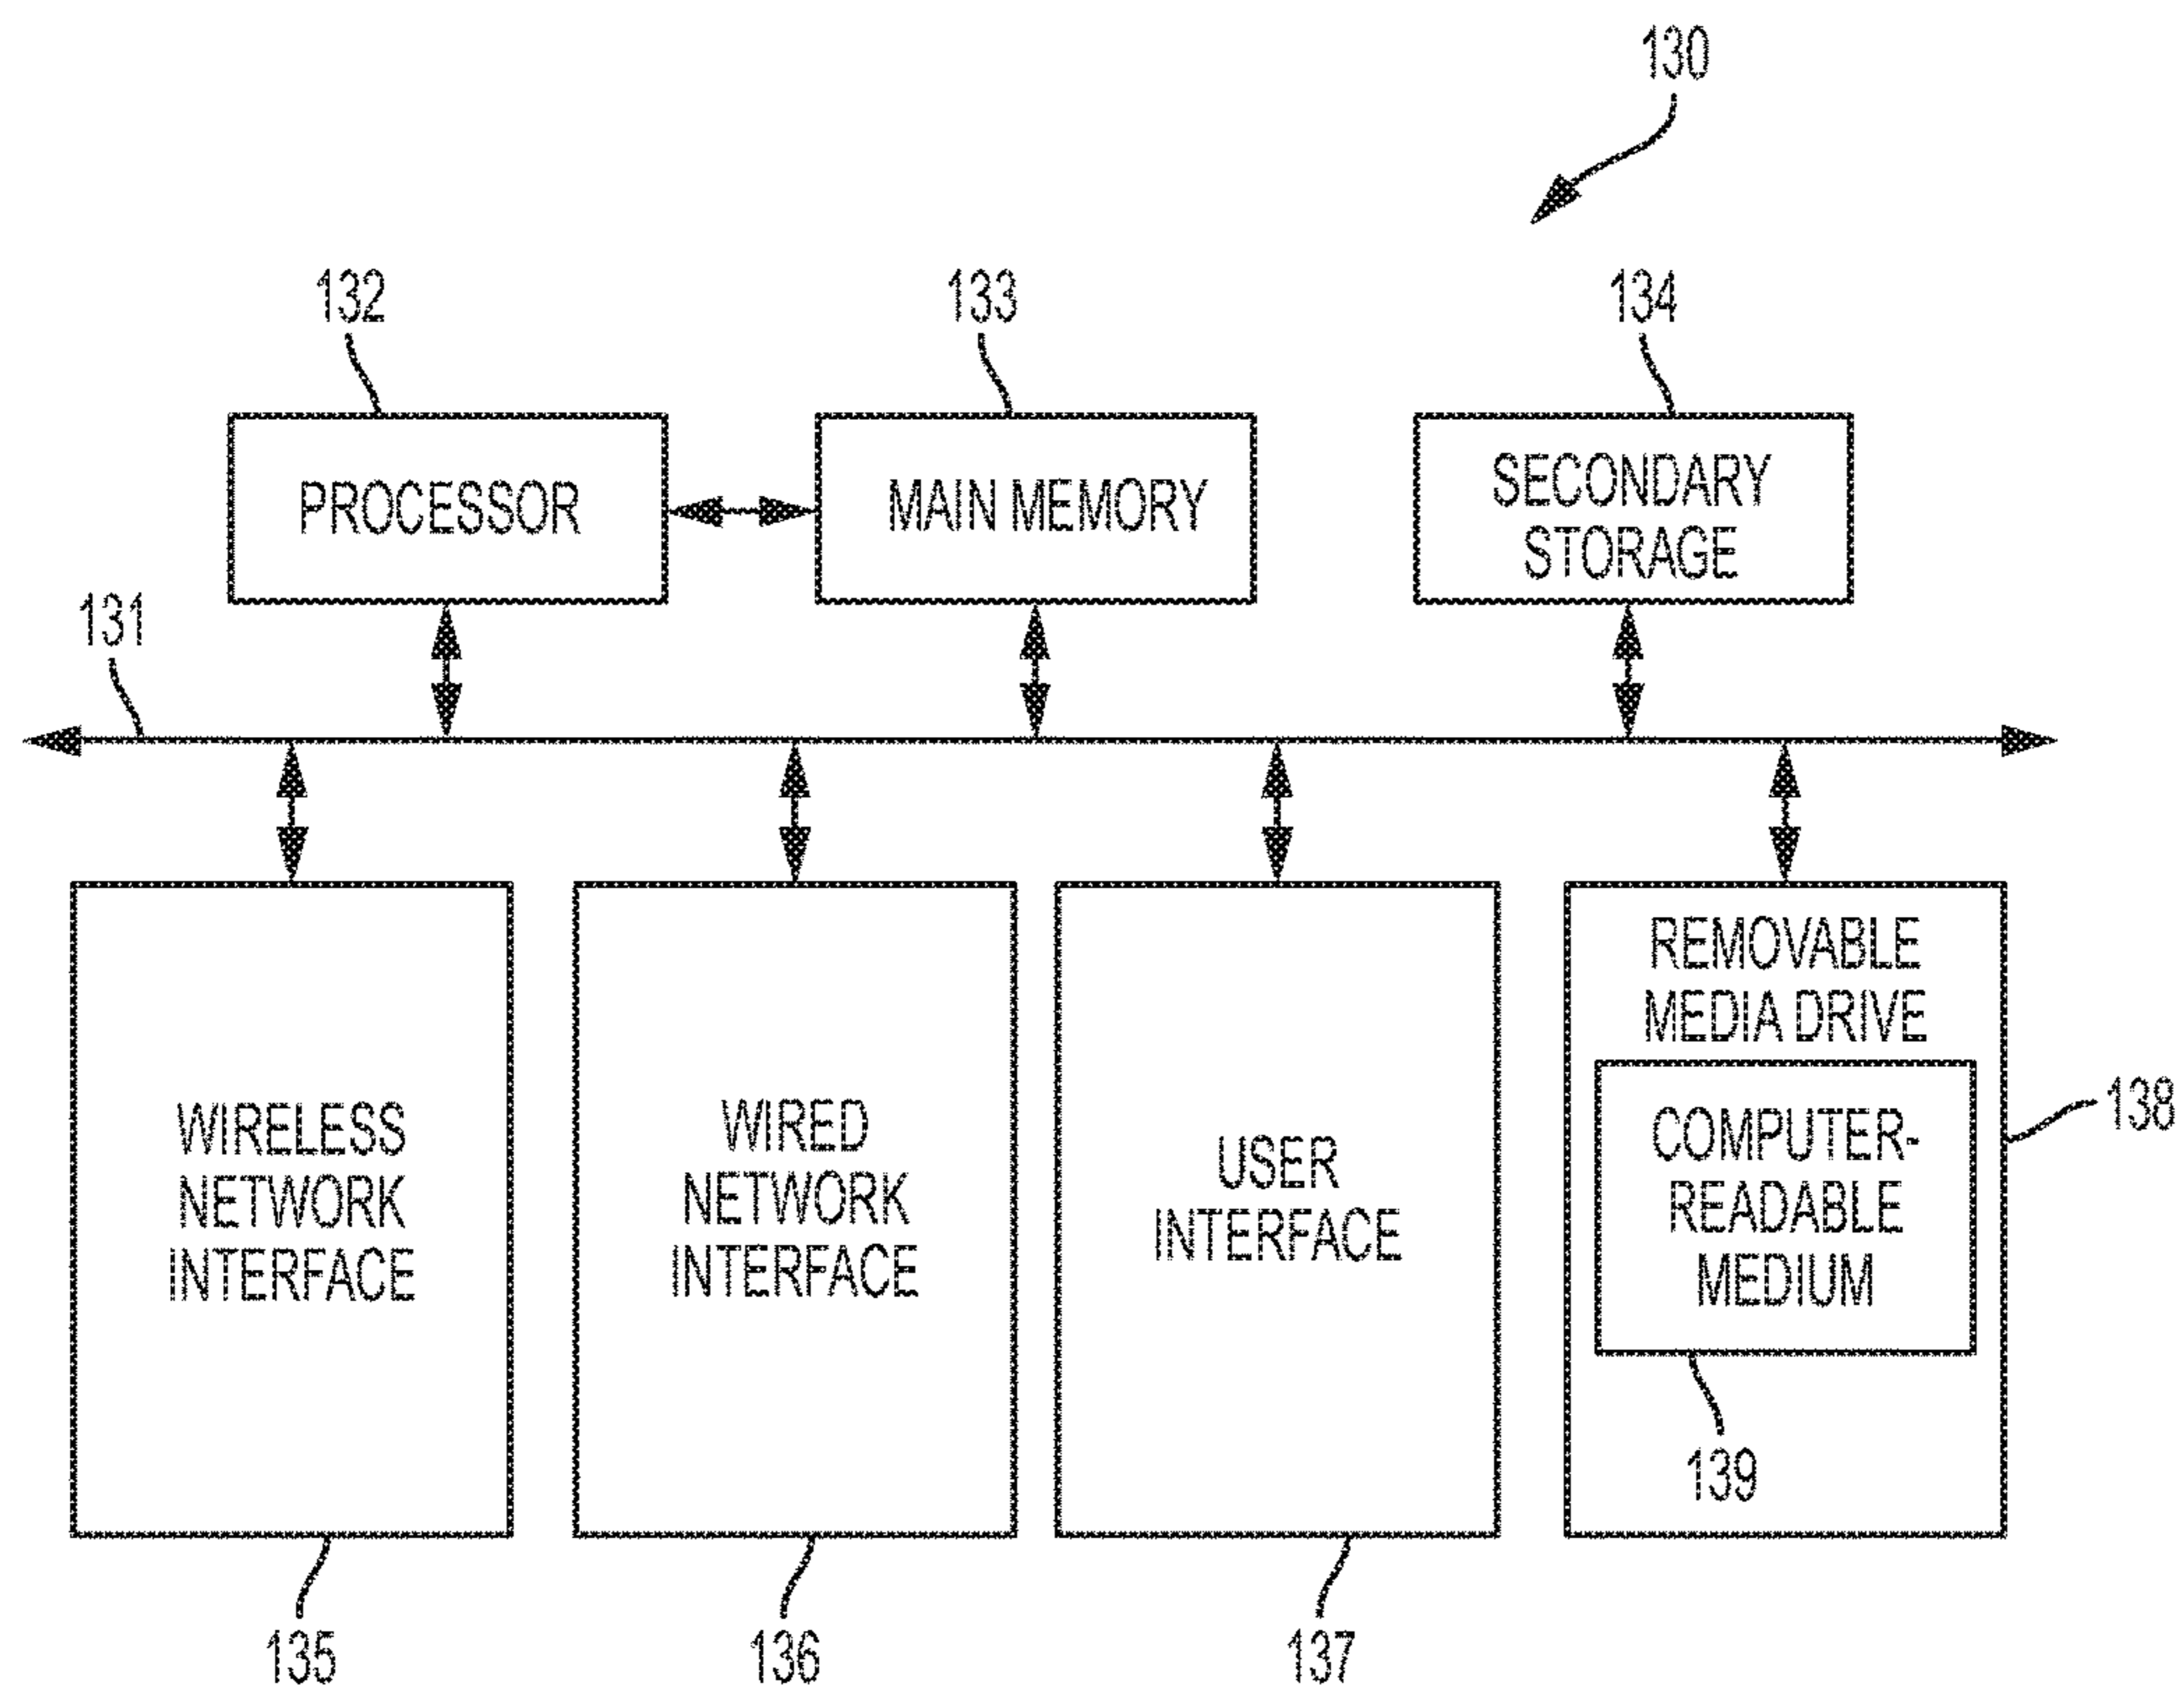 130
132
133
134
PROCESSOR
MAIN MEMORY
SECONDARY
STORAGE
131
WIRELESS
NETWORK
INTERFACE
WIRED
NETWORK
INTERFACE
USER
INTERFACE
REMOVABLE
MEDIA DRIVE
COMPUTER-
READABLE
MEDIUM
138
139
135
136
137